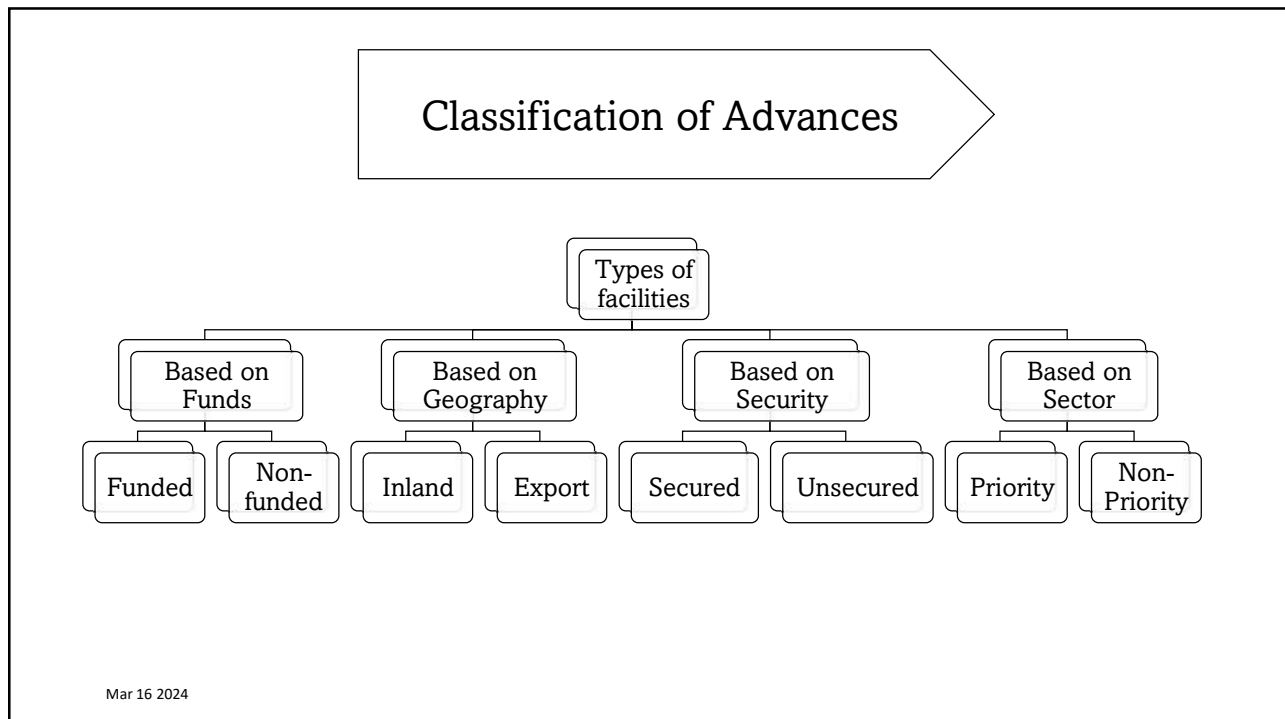 Classification of Advances
Types of
facilities
Based on
Funds
Based on
Geography
Based on
Security
Based on
Sector
Funded
Non-
funded
Inland
Export
Secured
Unsecured
Priority
Non-
Priority
Mar 16 2024